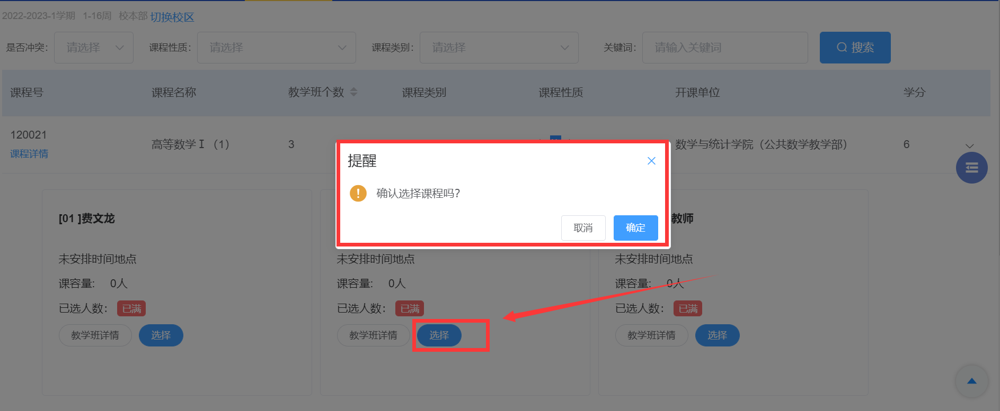 2022-2023-1学期 1-16周 校本部 切换校区
是否冲突: 请选择 课程性质: 请选择 课程类别: 请选择 关键词: 请输入关键词 搜索
课程号 课程名称 教学班个数 课程类别 课程性质 开课单位 学分
120021
高等数学Ⅰ（1） 3 数学与统计学院（公共数学教学部） 6
课程详情
提醒
确认选择课程吗?
取消 确定
[01 ]费文龙
教师
未安排时间地点 未安排时间地点 未安排时间地点
课容量: 0人 课容量: 0人 课容量: 0人
已选人数: 已满 已选人数: 已满 已选人数: 已满
教学班详情 选择 教学班详情 选择 教学班详情 选择